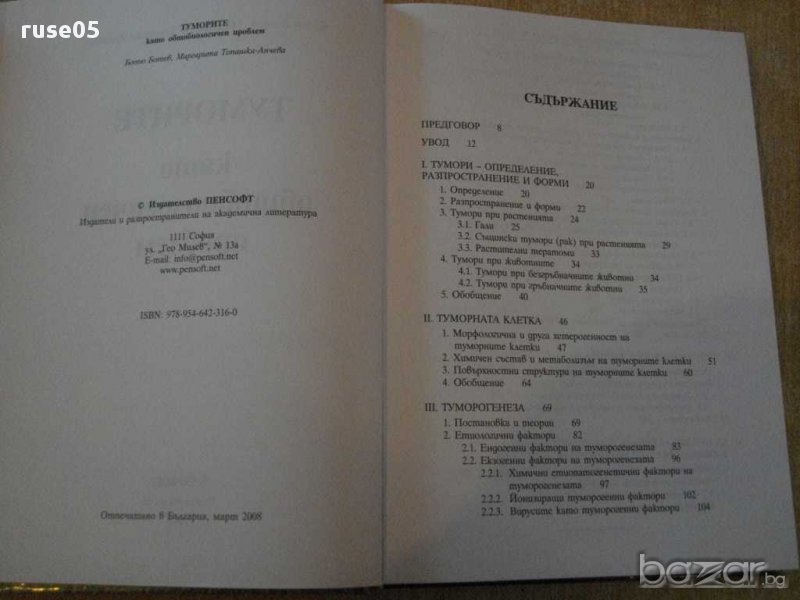 ruse05
ТУМОРИТЕ
като общобиологичен проблем
Ботьо Ботев, Маргарита Топашка-Анчева
© Издателство ПЕНСОФТ
Издатели и разпространители на академична литература
1111 София
ул. „Гео Милев“, № 13а
E-mail: info@pensoft.net
www.pensoft.net
ISBN: 978-954-642-316-0
Отпечатано в България, март 2008
СЪДЪРЖАНИЕ
ПРЕДГОВОР 8
УВОД 12
I. ТУМОРИ – ОПРЕДЕЛЕНИЕ,
РАЗПРОСТРАНЕНИЕ И ФОРМИ 20
1. Определение 20
2. Разпространение и форми 22
3. Тумори при растенията 24
3.1. Гали 25
3.2. Същински тумори (рак) при растенията 29
3.3. Растителни тератоми 33
4. Тумори при животните 34
4.1. Тумори при безгръбначните животни 34
4.2. Тумори при гръбначните животни 35
5. Обобщение 40
II. ТУМОРНАТА КЛЕТКА 46
1. Морфологична и друга хетерогенност на
туморните клетки 47
2. Химичен състав и метаболизъм на туморните клетки 51
3. Повърхностни структури на туморните клетки 60
4. Обобщение 64
III. ТУМОРОГЕНЕЗА 69
1. Постановка и теории 69
2. Етиологични фактори 82
2.1. Ендогенни фактори на туморогенезата 83
2.2. Екзогенни фактори на туморогенезата 96
2.2.1. Химични етиопатогенетични фактори на
туморогенезата 97
2.2.2. Йонизиращи туморогенни фактори 102
2.2.3. Вирусите като туморогенни фактори 104
bazar.bg